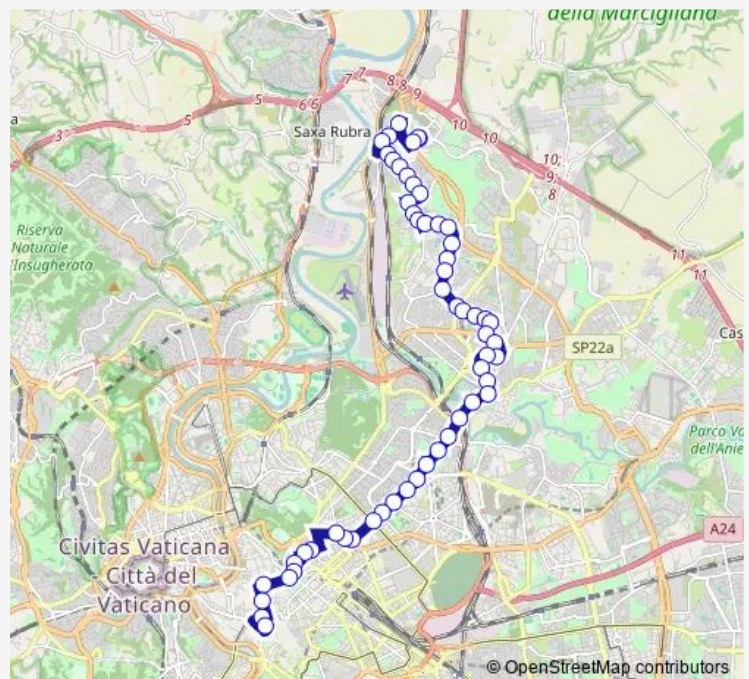 della Marcigliana
7
7
8 8
9
5
6 6
5
10
3
10
Saxa Rubra
10
9
8
Riserva
Naturale
l'Insugherata
11
11
Cas
SP22a
Parco Va
dell'Anie
A24
Civitas Vaticana
Città del
Vaticano
© OpenStreetMap contributors